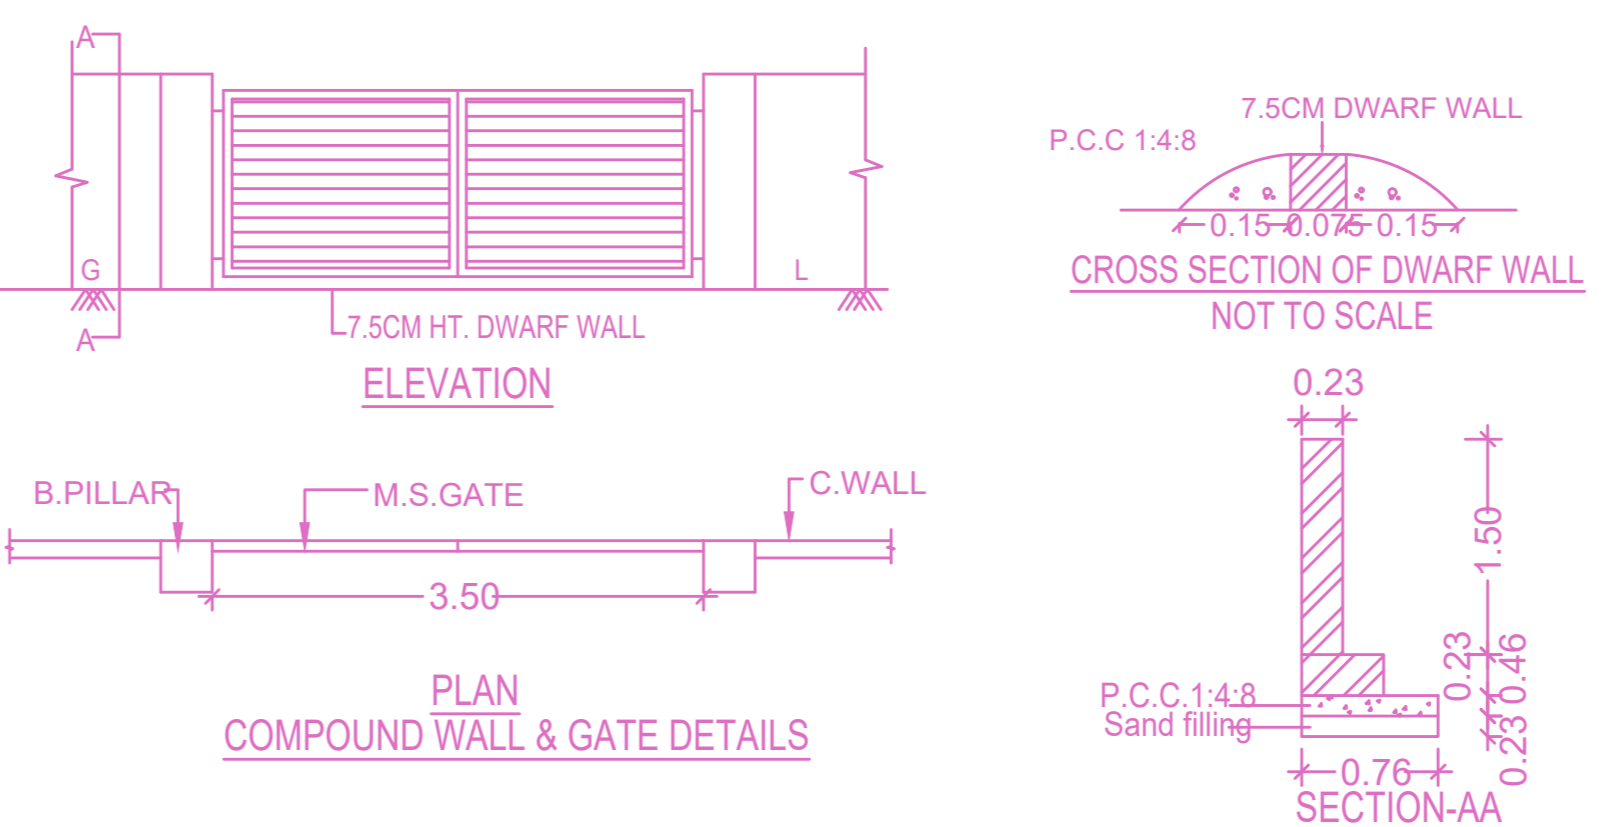 A
G
L
A
7.5CM HT. DWARF WALL
ELEVATION
B.PILLAR
M.S.GATE
C.WALL
3.50
PLAN
COMPOUND WALL & GATE DETAILS
7.5CM DWARF WALL
P.C.C 1:4:8
0.15 0.075 0.15
CROSS SECTION OF DWARF WALL
NOT TO SCALE
0.23
1.50
0.23
0.46
0.23
P.C.C.1:4:8
Sand filling
0.76
SECTION-AA